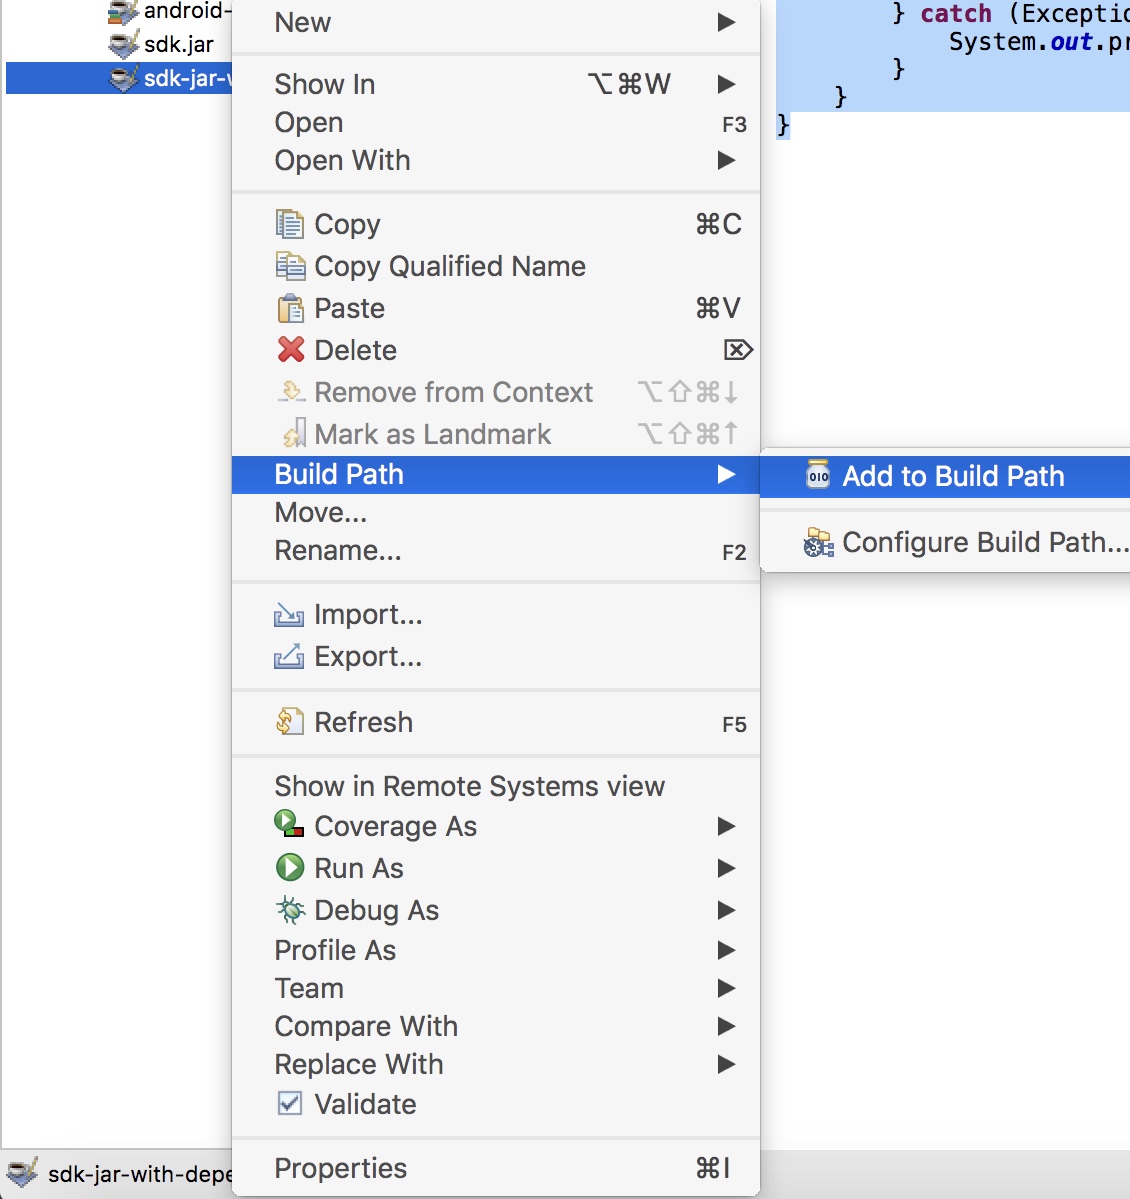 android-
sdk.jar
sdk-jar-w
New
Show In ⌥⌘W
Open F3
Open With
Copy ⌘C
Copy Qualified Name
Paste ⌘V
Delete ⌦
Remove from Context ⌥⇧⌘↓
Mark as Landmark ⌥⇧⌘↑
Build Path
Move...
Rename... F2
Import...
Export...
Refresh F5
Show in Remote Systems view
Coverage As
Run As
Debug As
Profile As
Team
Compare With
Replace With
Validate
Properties ⌘I
010 Add to Build Path
Configure Build Path...
} catch (Exceptio
System.out.pr
}
}
}
sdk-jar-with-depe